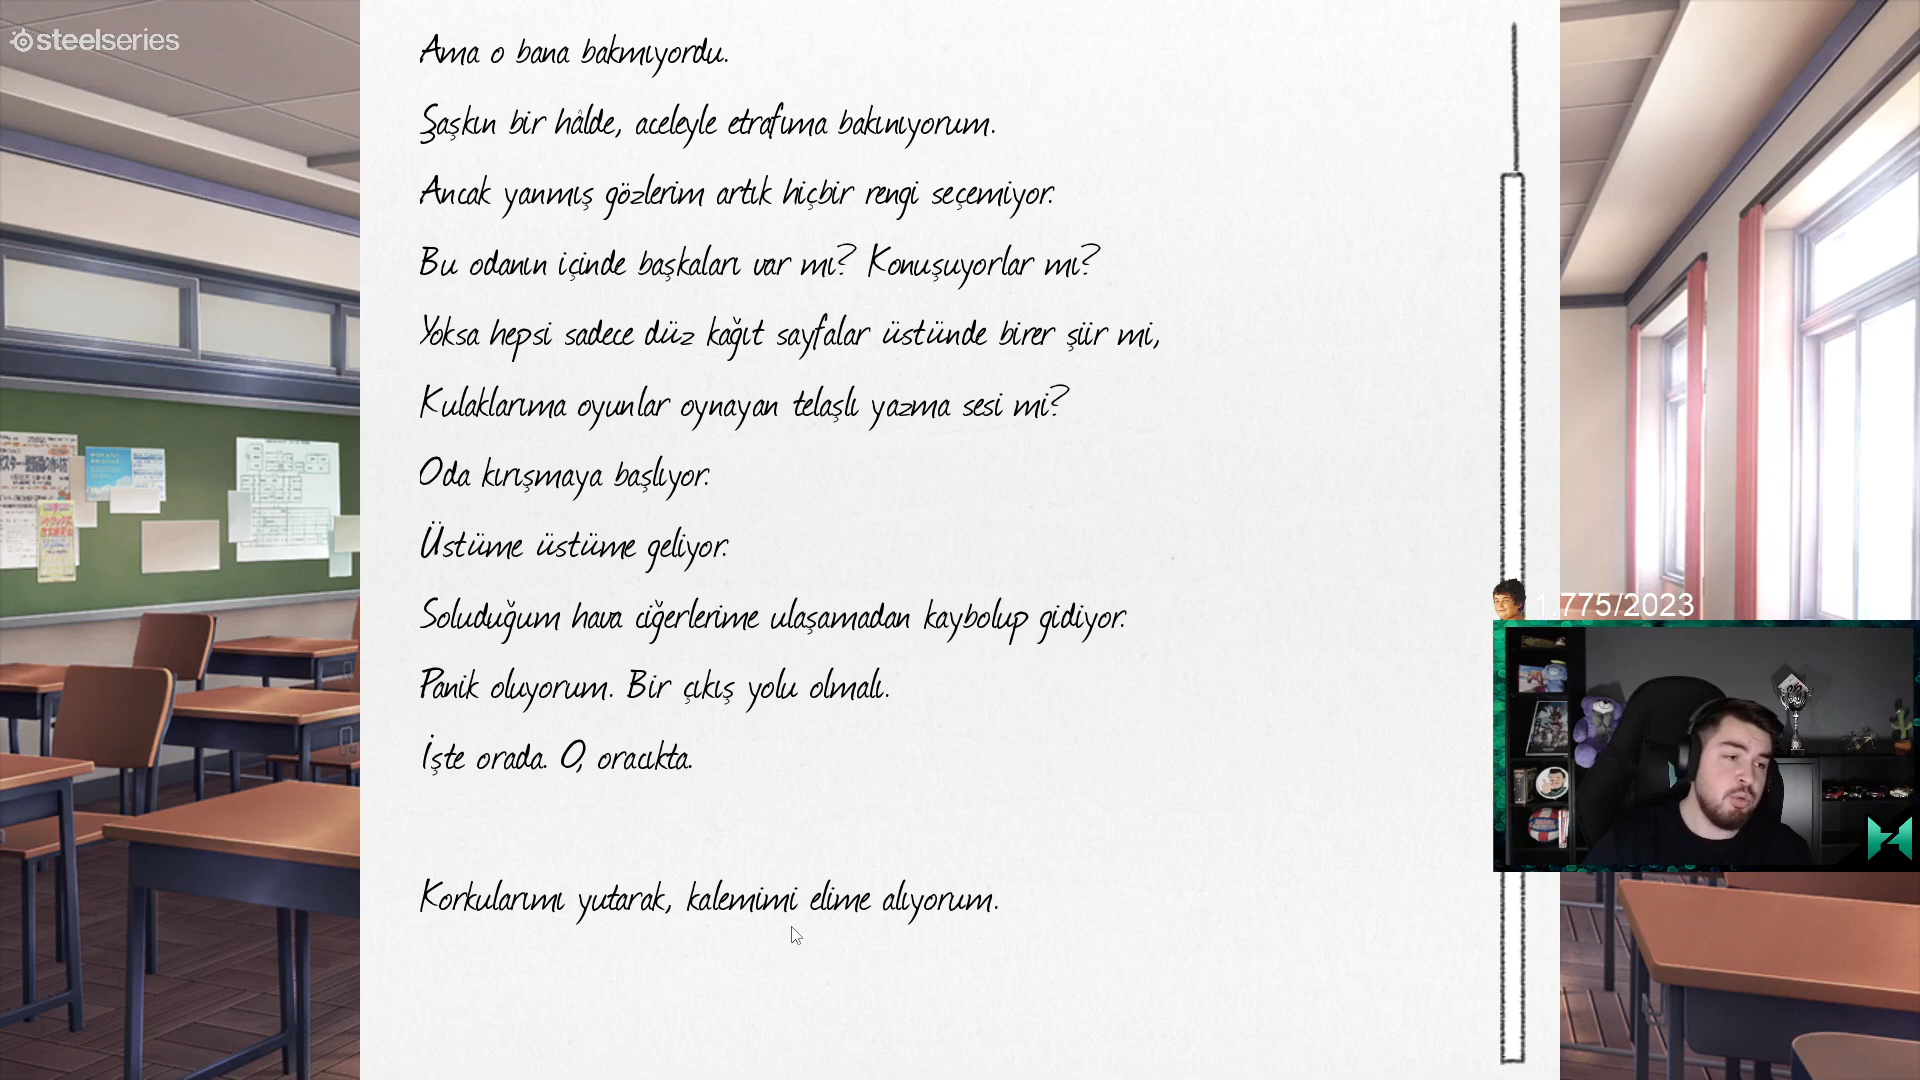 steelseries
Ama o bana bakmıyordu.
Şaşkın bir hâlde, aceleyle etrafıma bakınıyorum.
Ancak yanmış gözlerim artık hiçbir rengi seçemiyor.
Bu odanın içinde başkaları var mı? Konuşuyorlar mı?
Yoksa hepsi sadece düz kağıt sayfalar üstünde birer şiir mi,
Kulaklarıma oyunlar oynayan telaşlı yazma sesi mi?
Oda kırışmaya başlıyor.
Üstüme üstüme geliyor.
Soluduğum hava ciğerlerime ulaşamadan kaybolup gidiyor.
Panik oluyorum. Bir çıkış yolu olmalı.
İşte orada. O, oracıkta.
Korkularımı yutarak, kalemimi elime alıyorum.
1.775/2023